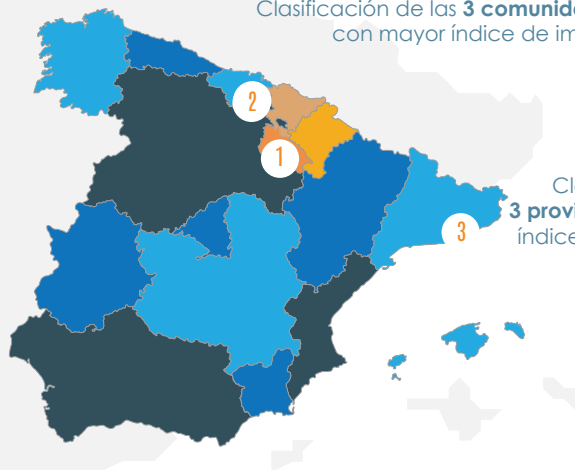 Clasificación de las 3 comunid
con mayor índice de im
2
1
Cl
3 provi
3
índice